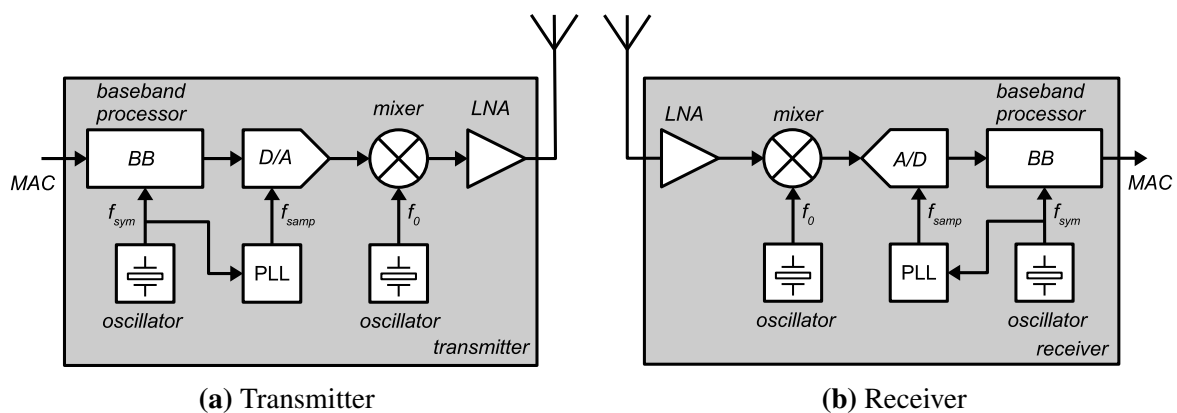 baseband
processor
BB
D/A
mixer
LNA
MAC
f_sym
f_samp
f_0
PLL
oscillator
oscillator
transmitter
(a) Transmitter
LNA
mixer
A/D
baseband
processor
BB
MAC
f_0
f_samp
f_sym
PLL
oscillator
oscillator
receiver
(b) Receiver